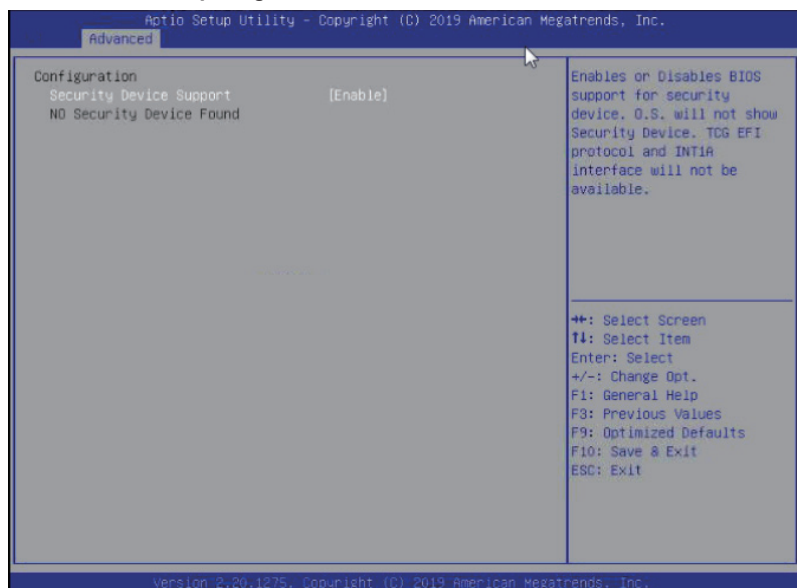 Aptio Setup Utility – Copyright (C) 2019 American Megatrends, Inc.
Advanced
Configuration
Security Device Support [Enable]
NO Security Device Found
Enables or Disables BIOS
support for security
device. O.S. will not show
Security Device. TCG EFI
protocol and INT1A
interface will not be
available.
→←: Select Screen
↑↓: Select Item
Enter: Select
+/-: Change Opt.
F1: General Help
F3: Previous Values
F9: Optimized Defaults
F10: Save & Exit
ESC: Exit
Version 2.20.1275. Copyright (C) 2019 American Megatrends, Inc.